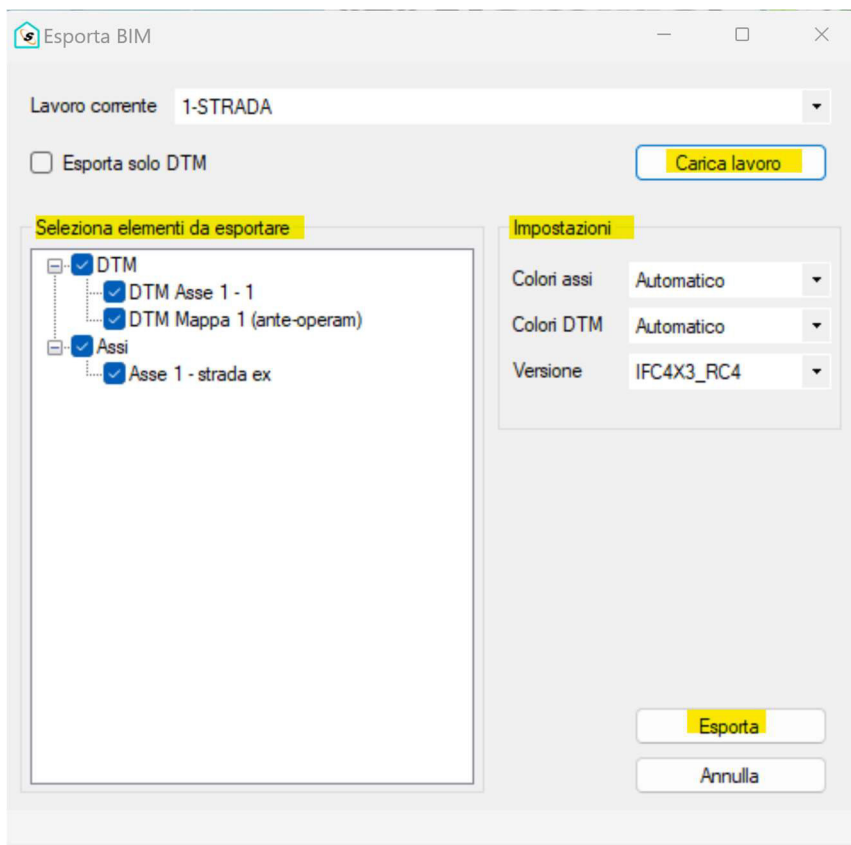 Esporta BIM
Lavoro corrente 1-STRADA
Esporta solo DTM
Carica lavoro
Seleziona elementi da esportare
DTM
DTM Asse 1 - 1
DTM Mappa 1 (ante-operam)
Assi
Asse 1 - strada ex
Impostazioni
Colori assi Automatico
Colori DTM Automatico
Versione IFC4X3_RC4
Esporta
Annulla